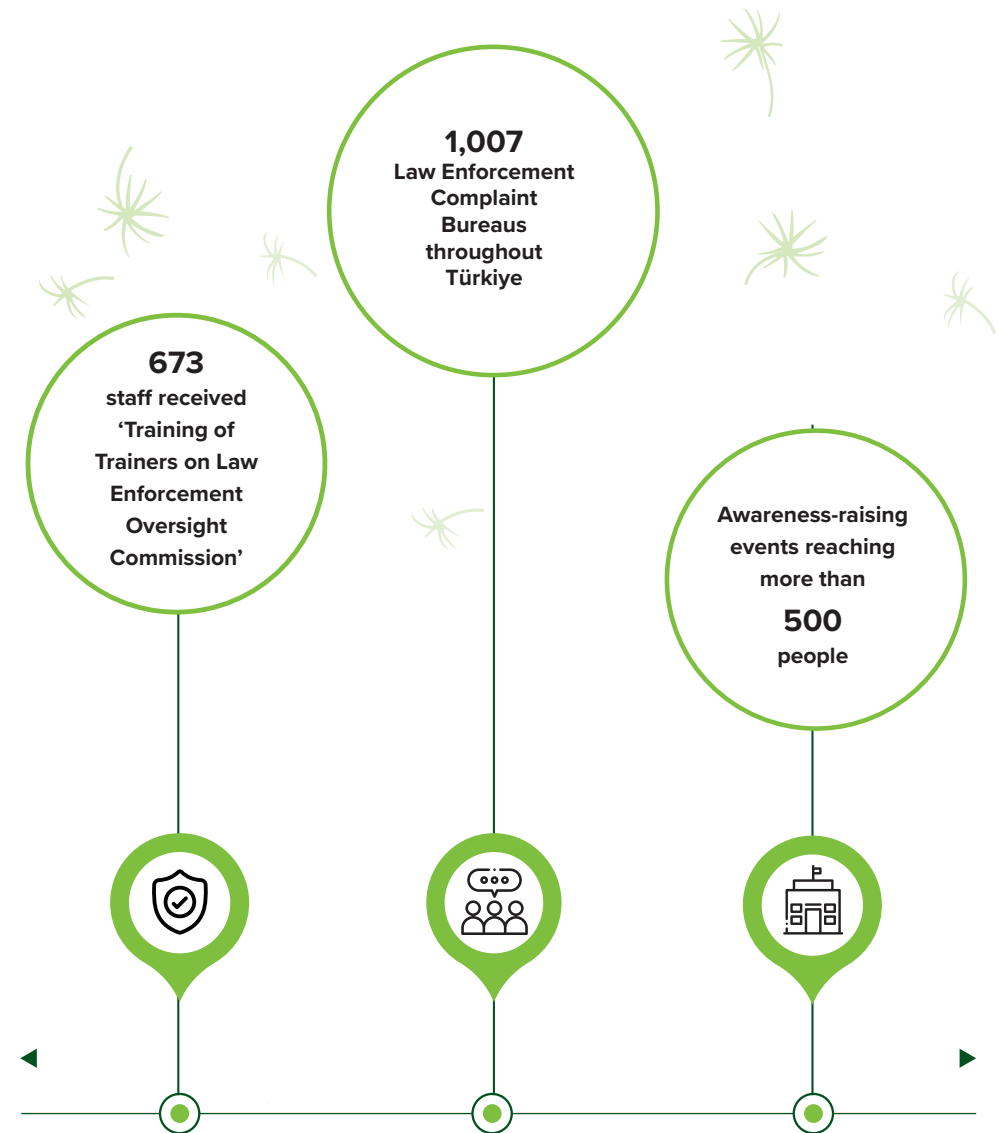 673
staff received
‘Training of
Trainers on Law
Enforcement
Oversight
Commission’
1,007
Law Enforcement
Complaint
Bureaus
throughout
Türkiye
Awareness-raising
events reaching
more than
500
people